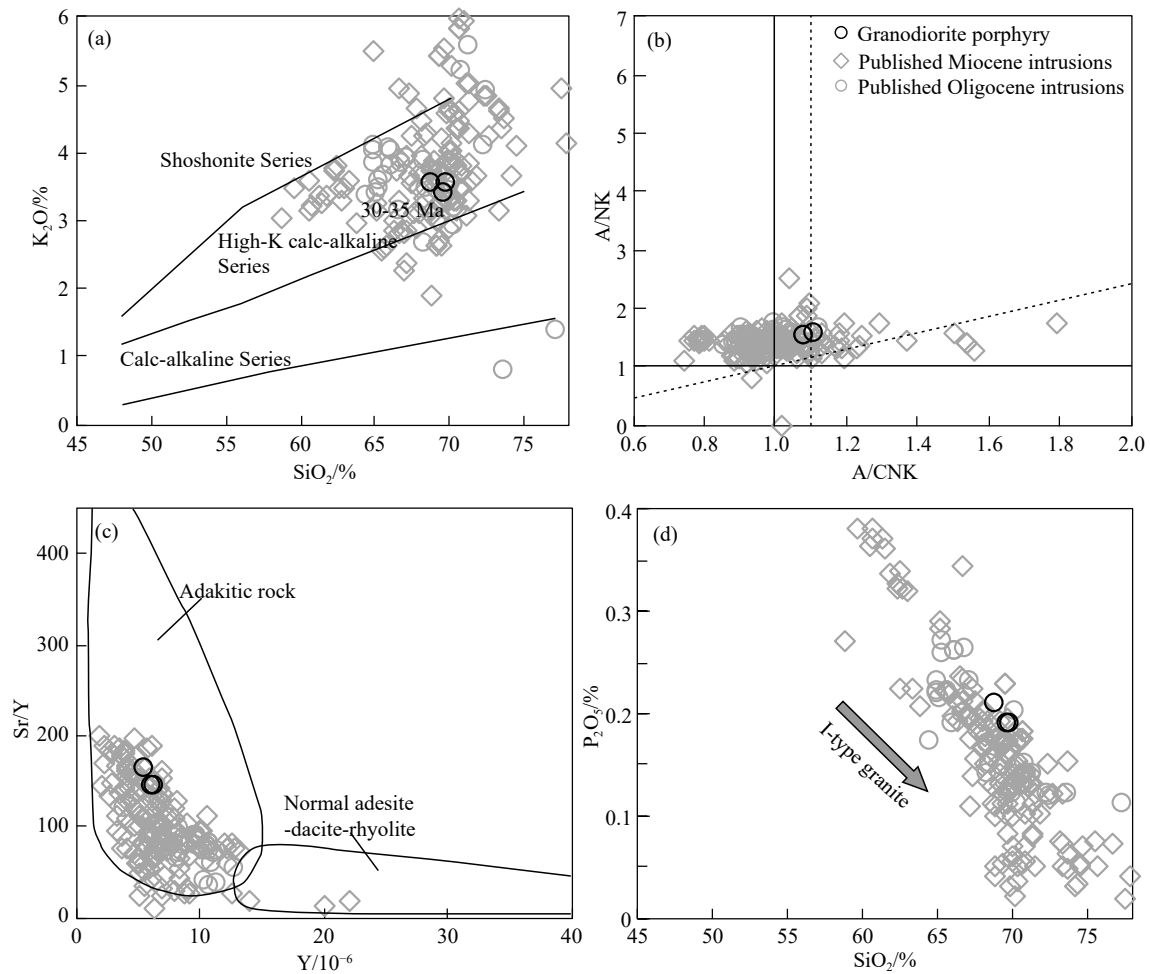 (a)
6
5
4
3
2
1
0
K₂O/%
Shoshonite Series
30-35 Ma
High-K calc-alkaline
Series
Calc-alkaline Series
45 50 55 60 65 70 75
SiO₂/%
(b)
7
6
5
4
3
2
1
0
A/NK
Granodiorite porphyry
Published Miocene intrusions
Published Oligocene intrusions
0.6 0.8 1.0 1.2 1.4 1.6 1.8 2.0
A/CNK
(c)
400
300
200
100
0
Sr/Y
Adakitic rock
Normal adesite
-dacite-rhyolite
0 10 20 30 40
Y/10⁻⁶
(d)
0.4
0.3
0.2
0.1
0
P₂O₅/%
I-type granite
45 50 55 60 65 70 75
SiO₂/%